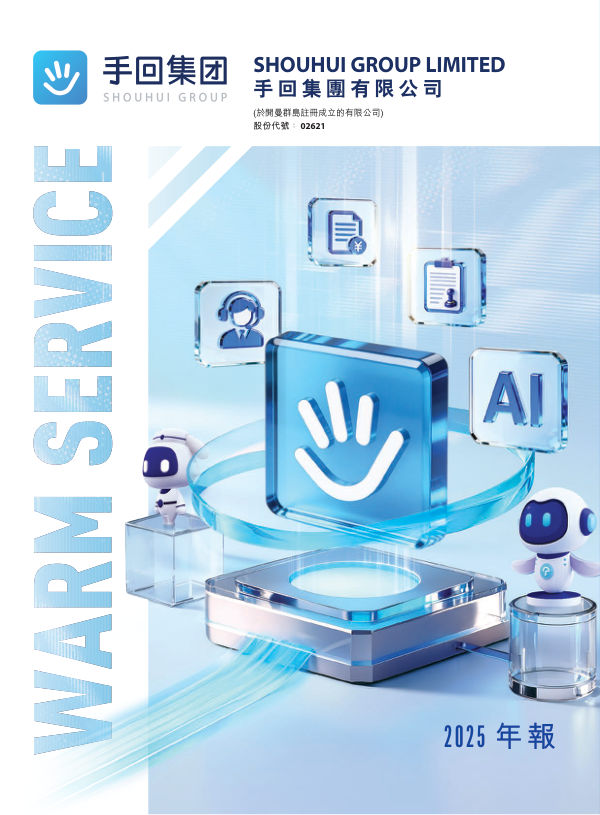 手回集团
SHOUHUI GROUP
SHOUHUI GROUP LIMITED
手回集團有限公司
(於開曼群島註冊成立的有限公司)
股份代號： 02621
WARM SERVICE
¥
AI
2025 年報